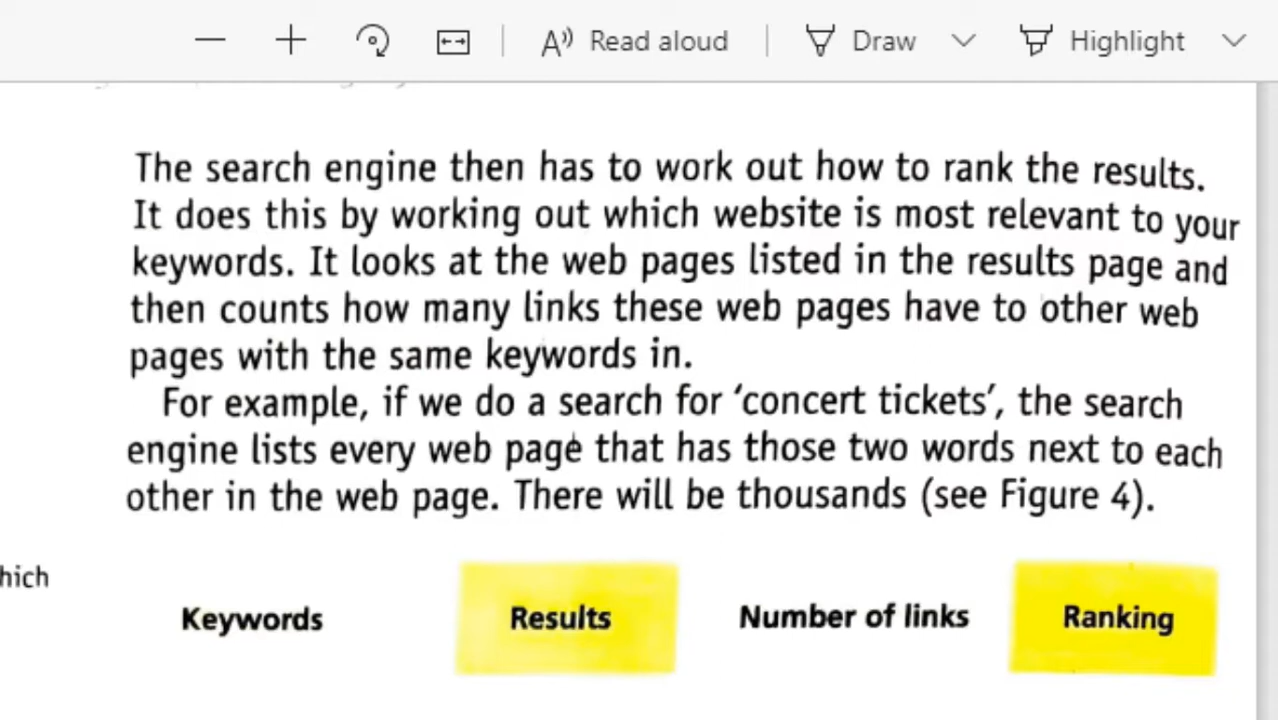 Read aloud
Draw
Highlight
The search engine then has to work out how to rank the results.
It does this by working out which website is most relevant to your
keywords. It looks at the web pages listed in the results page and
then counts how many links these web pages have to other web
pages with the same keywords in.
For example, if we do a search for ‘concert tickets’, the search
engine lists every web page that has those two words next to each
other in the web page. There will be thousands (see Figure 4).
hich
Keywords Results Number of links Ranking